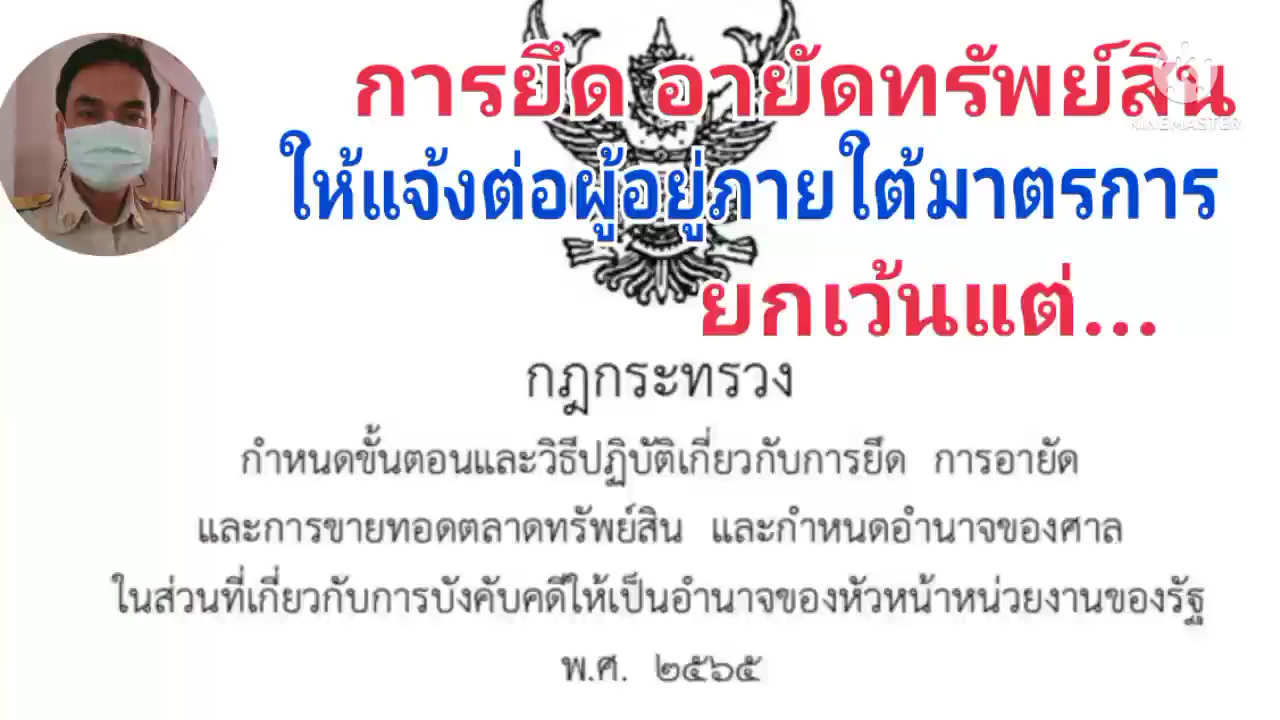 การยึด อายัดทรัพย์สิน
KINEMASTER
ให้แจ้งต่อผู้อยู่ภายใต้มาตรการ
ยกเว้นแต่...
กฎกระทรวง
กำหนดขั้นตอนและวิธีปฏิบัติเกี่ยวกับการยึด การอายัด
และการขายทอดตลาดทรัพย์สิน และกำหนดอำนาจของศาล
ในส่วนที่เกี่ยวกับการบังคับคดีให้เป็นอำนาจของหัวหน้าหน่วยงานของรัฐ
พ.ศ. ๒๕๖๕